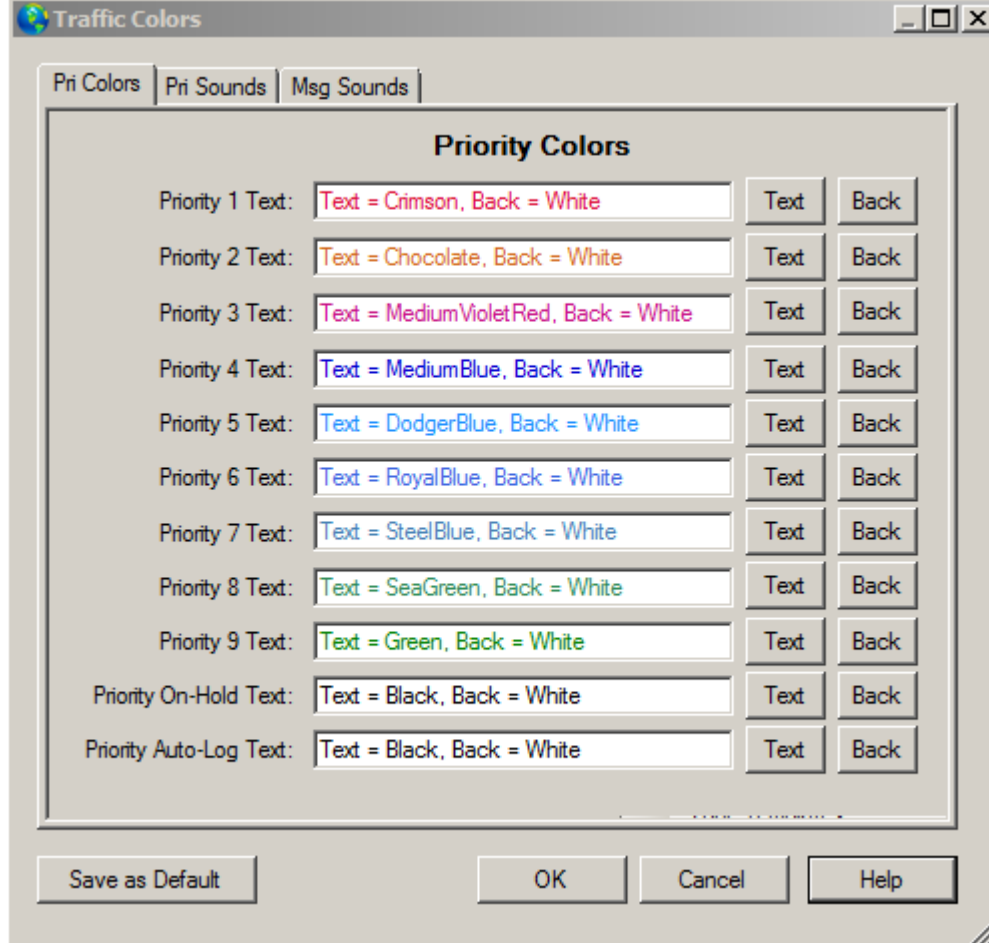 Traffic Colors
Pri Colors Pri Sounds Msg Sounds
Priority Colors
Priority 1 Text: Text = Crimson, Back = White Text Back
Priority 2 Text: Text = Chocolate, Back = White Text Back
Priority 3 Text: Text = MediumVioletRed, Back = White Text Back
Priority 4 Text: Text = MediumBlue, Back = White Text Back
Priority 5 Text: Text = DodgerBlue, Back = White Text Back
Priority 6 Text: Text = RoyalBlue, Back = White Text Back
Priority 7 Text: Text = SteelBlue, Back = White Text Back
Priority 8 Text: Text = SeaGreen, Back = White Text Back
Priority 9 Text: Text = Green, Back = White Text Back
Priority On-Hold Text: Text = Black, Back = White Text Back
Priority Auto-Log Text: Text = Black, Back = White Text Back
Save as Default OK Cancel Help